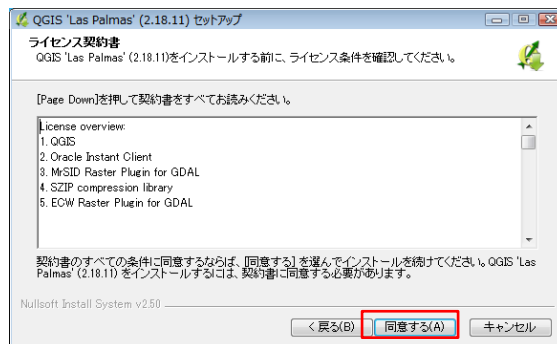 QGIS 'Las Palmas' (2.18.11) セットアップ
ライセンス契約書
QGIS 'Las Palmas' (2.18.11)をインストールする前に、ライセンス条件を確認してください。
[Page Down]を押して契約書をすべてお読みください。
License overview:
1. QGIS
2. Oracle Instant Client
3. MrSID Raster Plugin for GDAL
4. SZIP compression library
5. ECW Raster Plugin for GDAL
契約書のすべての条件に同意するならば、[同意する] を選んでインストールを続けてください。QGIS 'Las
Palmas' (2.18.11) をインストールするには、契約書に同意する必要があります。
Nullsoft Install System v2.50
< 戻る(B)
同意する(A)
キャンセル